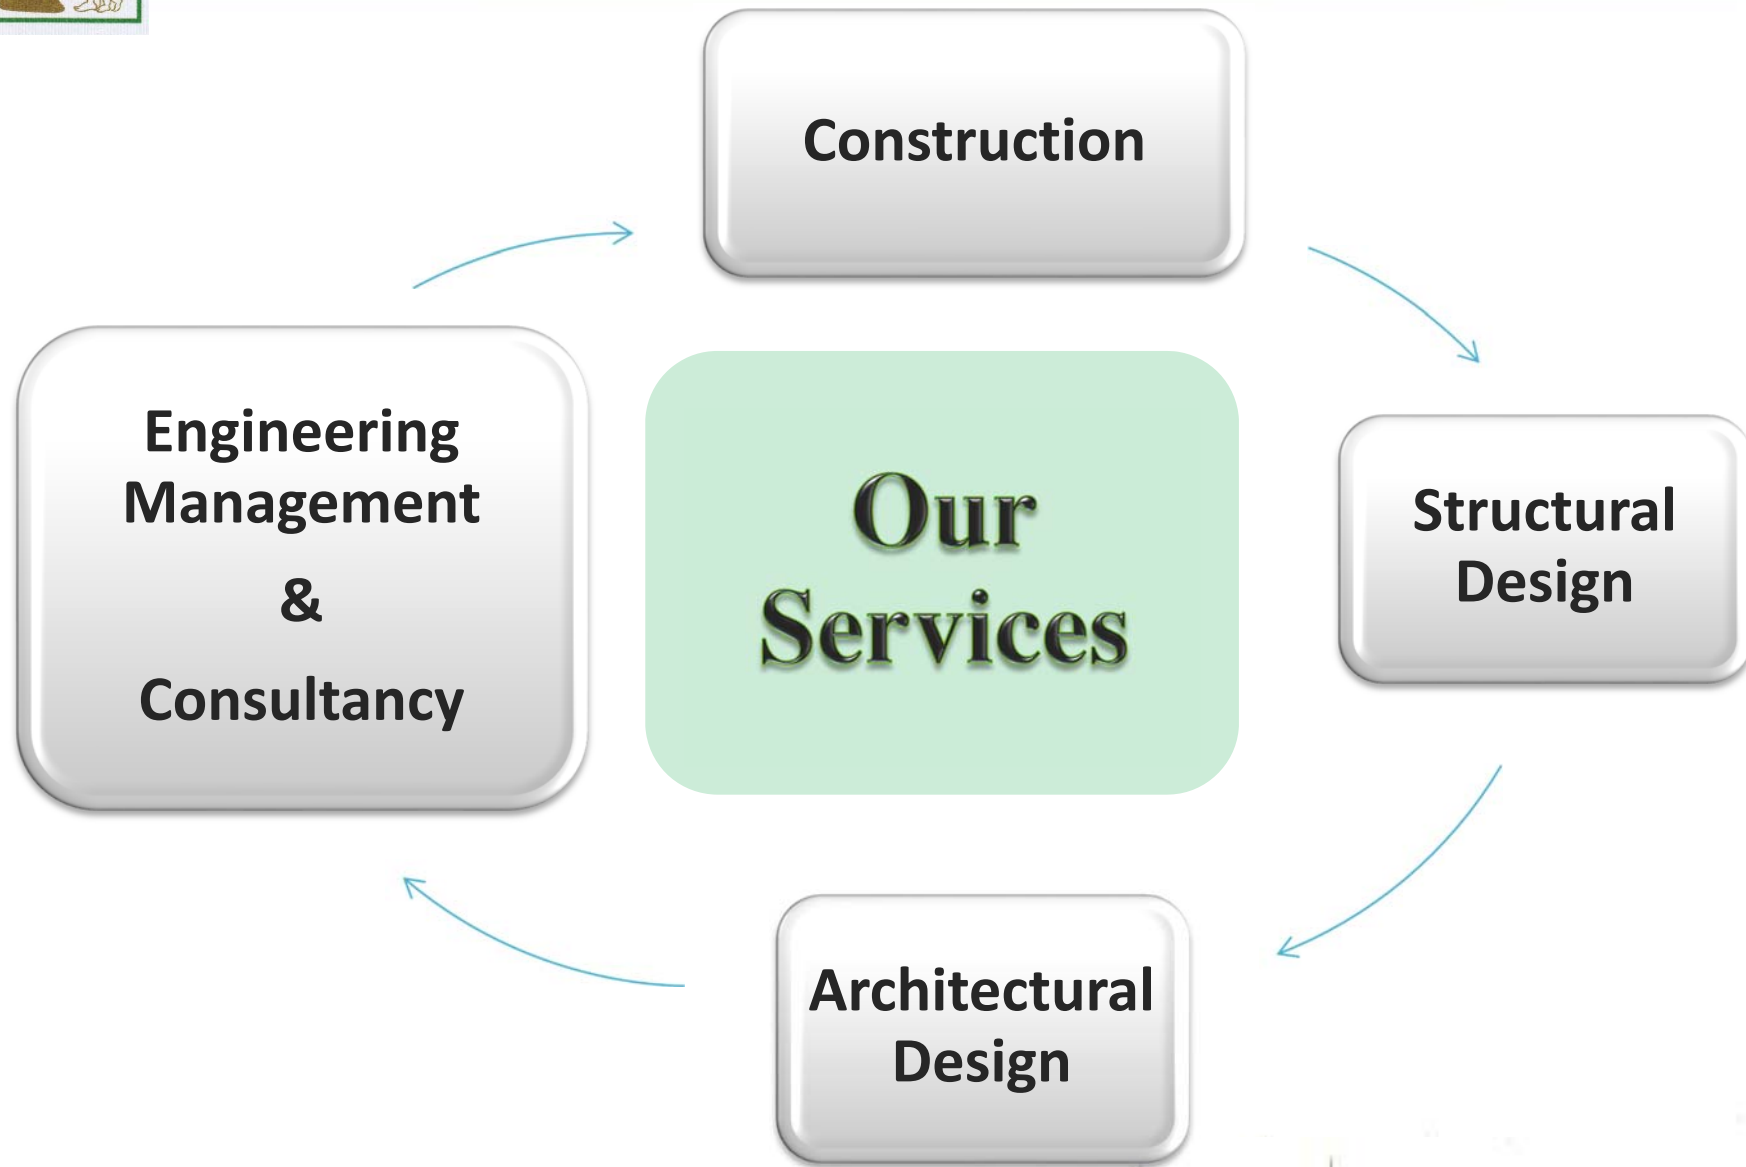 Construction
Engineering
Management
&
Consultancy
Our
Services
Structural
Design
Architectural
Design